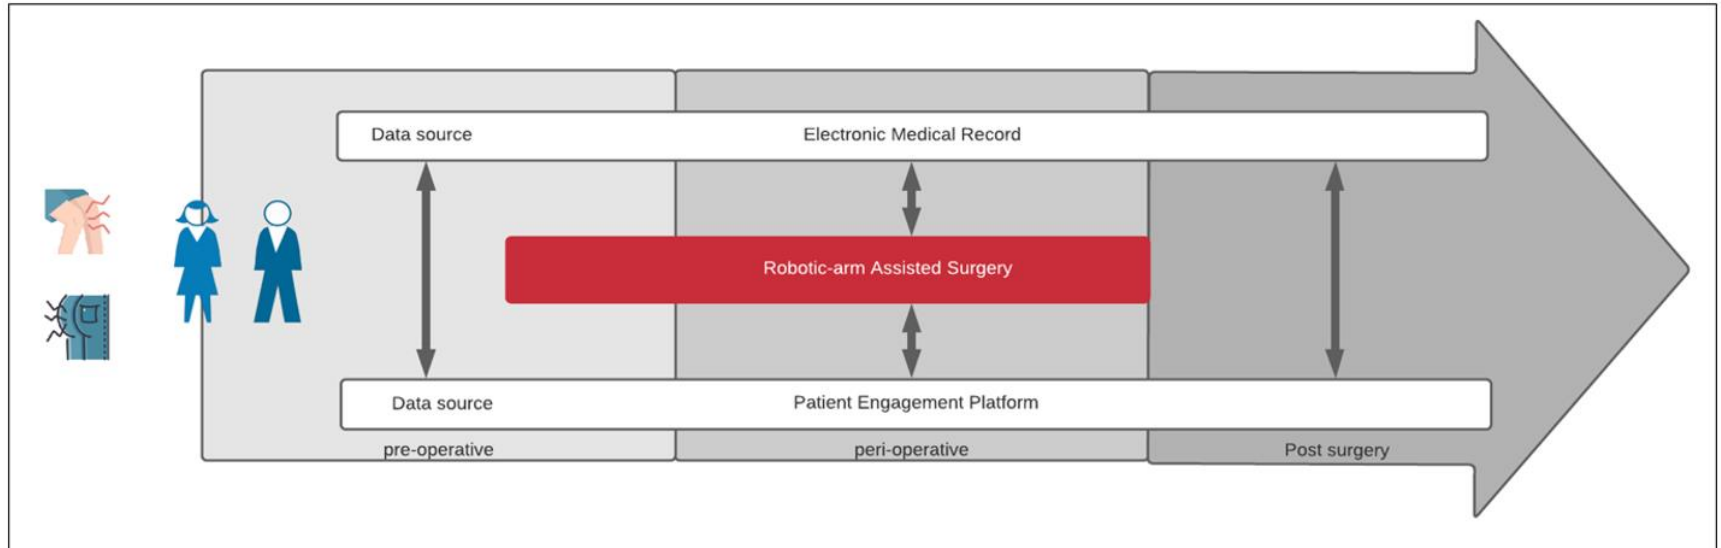 Data source
Electronic Medical Record
Robotic-arm Assisted Surgery
Data source
Patient Engagement Platform
pre-operative
peri-operative
Post surgery